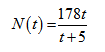 N(t) = 178t / t + 5